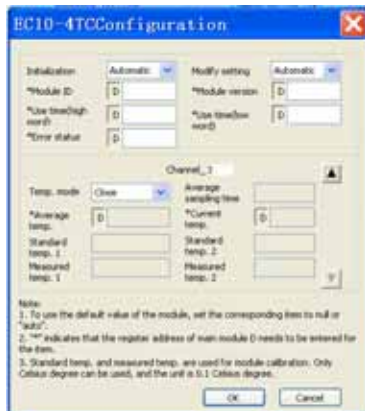 EC10-4TCConfiguration
Initialization Automatic Modify setting Automatic
*Module ID D *Module version D
*Use time(high word) D *Use time(low word) D
*Error status D
Channel_3
Temp. mode Close Average sampling time
*Average temp. D *Current temp. D
Standard temp. 1 Standard temp. 2
Measured temp. 1 Measured temp. 2
Note:
1. To use the default value of the module, set the corresponding item to null or
"auto".
2. "*" indicates that the register address of main module D needs to be entered for
the item.
3. Standard temp. and measured temp. are used for module calibration. Only
Celsius degree can be used, and the unit is 0.1 Celsius degree.
OK Cancel